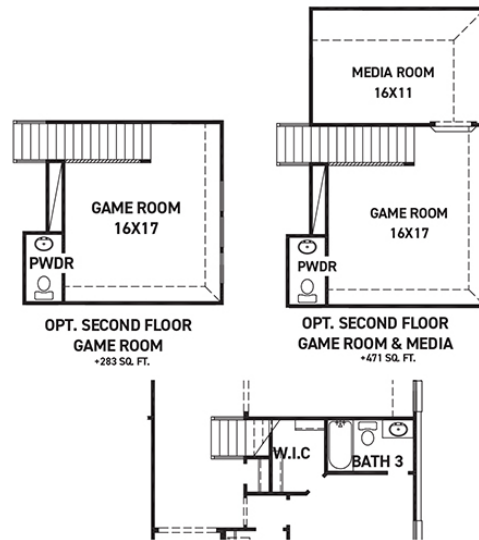 MEDIA ROOM
16X11
GAME ROOM
16X17
PWDR
OPT. SECOND FLOOR
GAME ROOM
+283 SQ. FT.
GAME ROOM
16X17
PWDR
OPT. SECOND FLOOR
GAME ROOM & MEDIA
+471 SQ. FT.
W.I.C
BATH 3